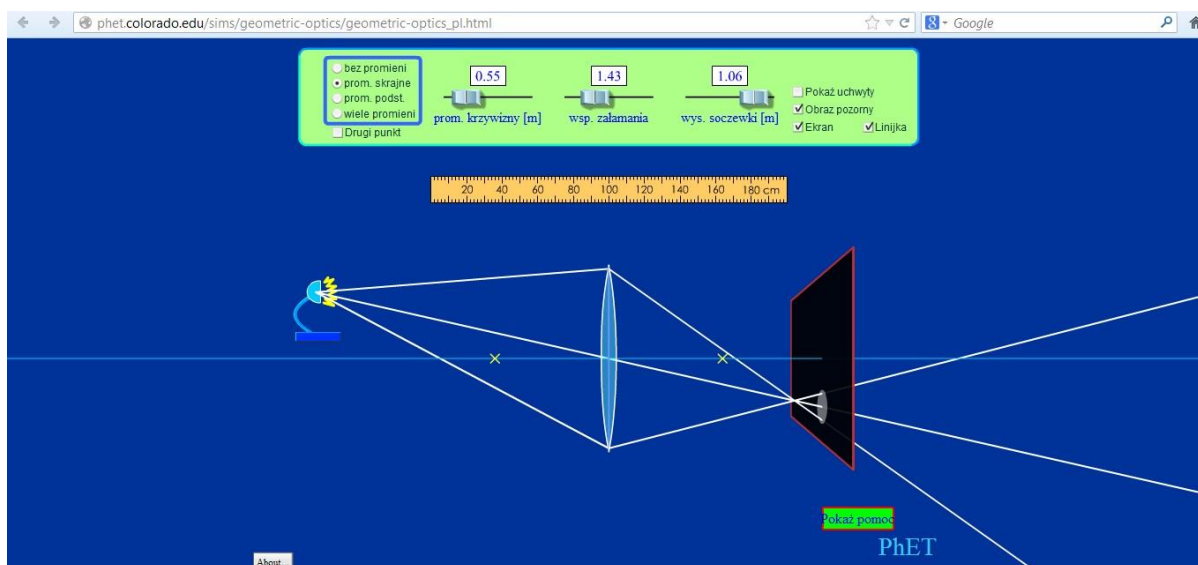 phet.colorado.edu/sims/geometric-optics/geometric-optics_pl.html
Google
bez promieni
prom. skrajne
prom. podst.
wiele promieni
Drugi punkt
0.55
prom. krzywizny [m]
1.43
wsp. załamania
1.06
wys. soczewki [m]
Pokaż uchwyty
Obraz pozorny
Ekran Linijka
20 40 60 80 100 120 140 160 180 cm
Pokaż pomoc
PhET
About